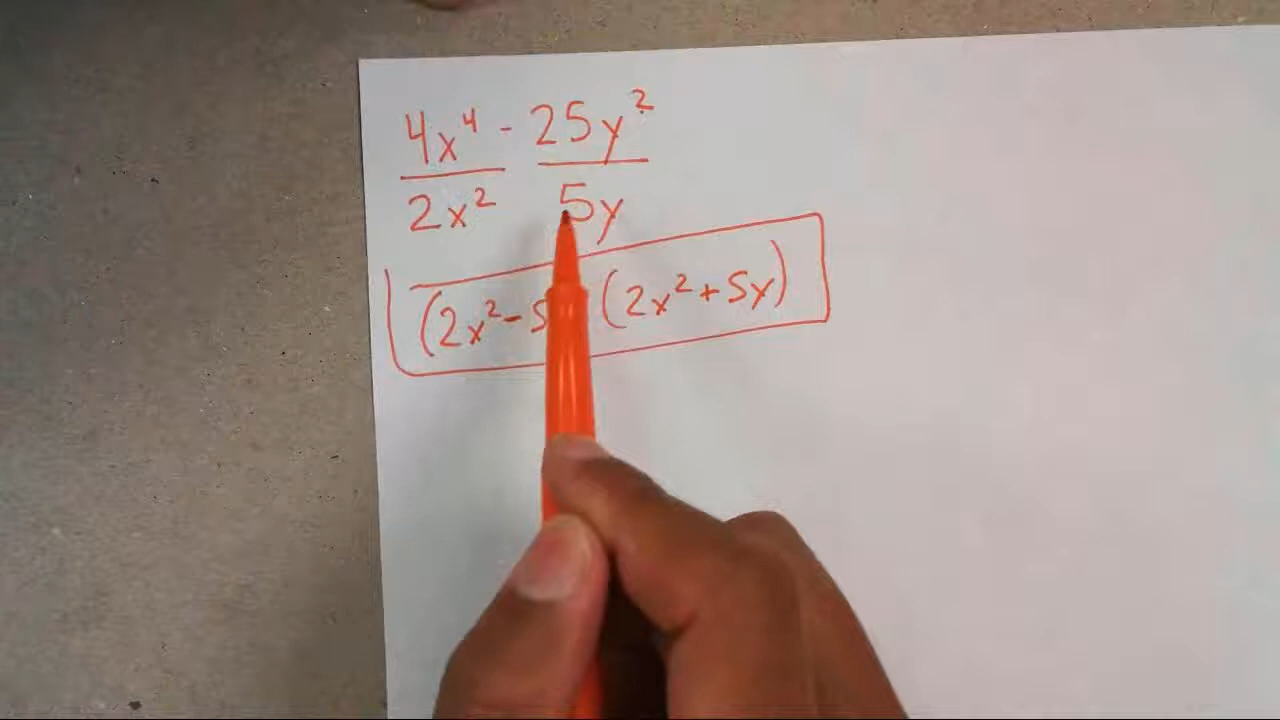 4x⁴ - 25y²
2x² 5y
(2x² - 5 (2x² + 5y)